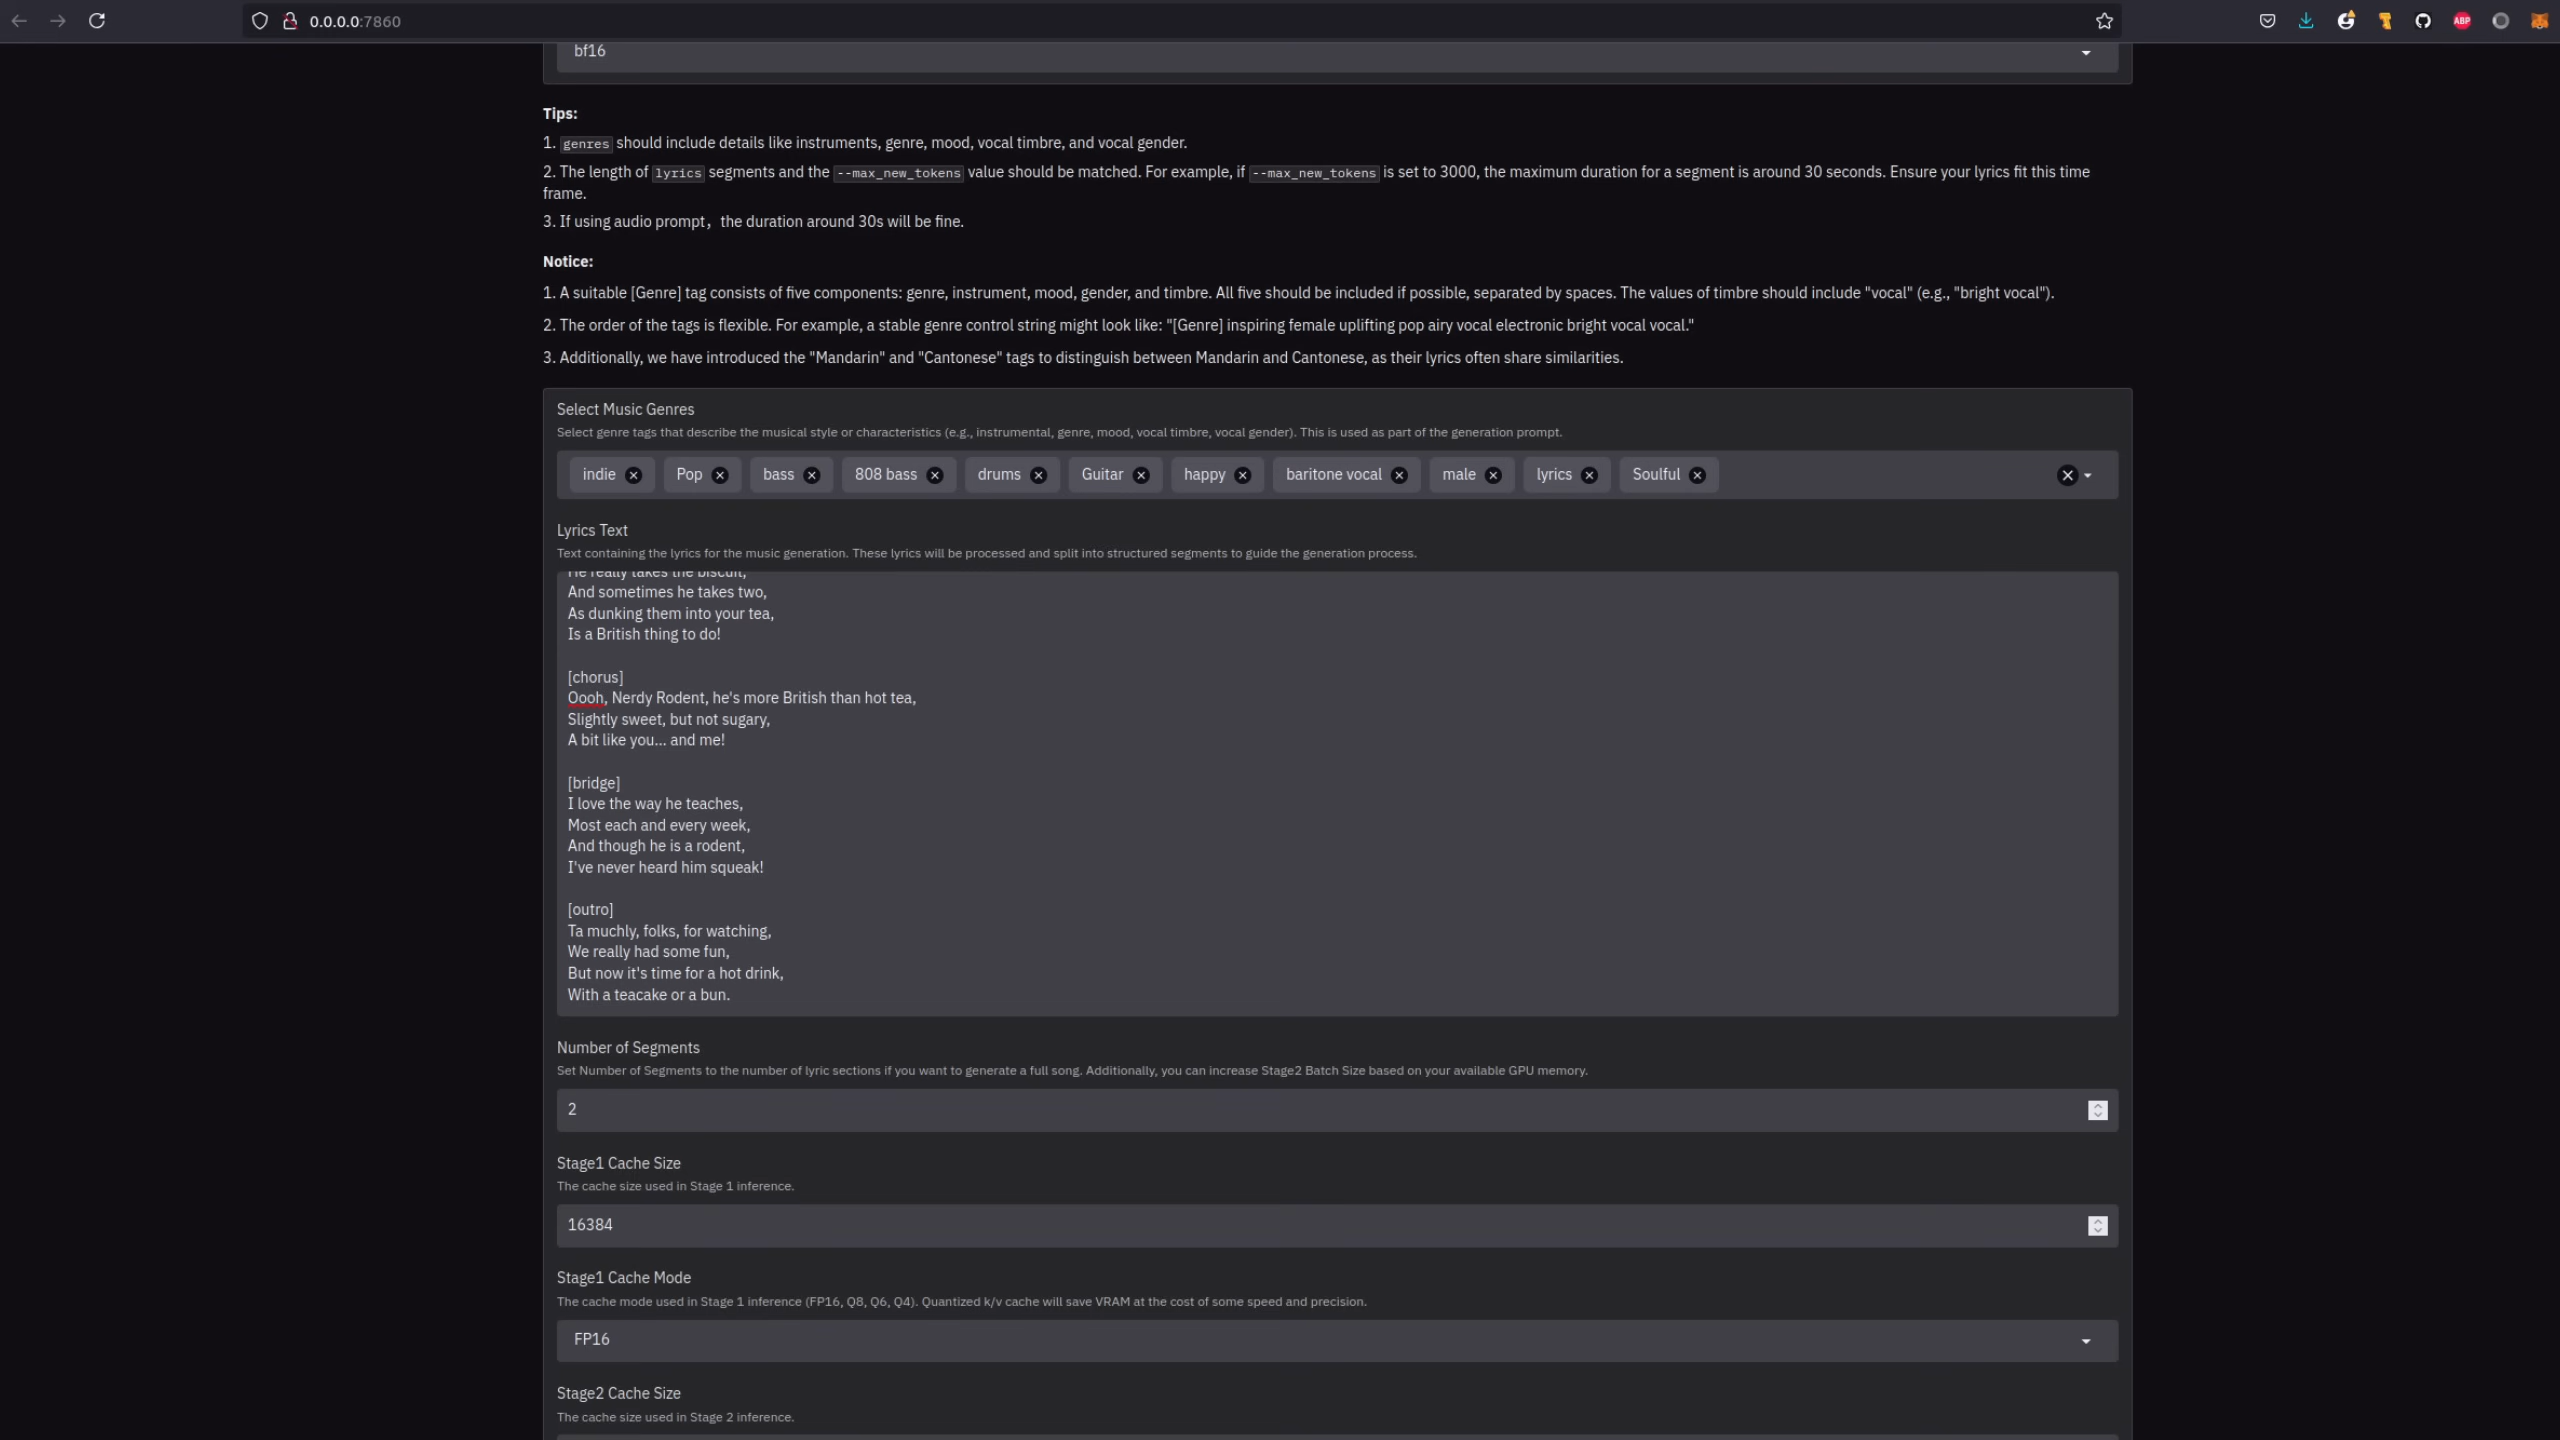 0.0.0.0:7860
ABP
bf16
Tips:
1. genres should include details like instruments, genre, mood, vocal timbre, and vocal gender.
2. The length of lyrics segments and the --max_new_tokens value should be matched. For example, if --max_new_tokens is set to 3000, the maximum duration for a segment is around 30 seconds. Ensure your lyrics fit this time
frame.
3. If using audio prompt，the duration around 30s will be fine.
Notice:
1. A suitable [Genre] tag consists of five components: genre, instrument, mood, gender, and timbre. All five should be included if possible, separated by spaces. The values of timbre should include "vocal" (e.g., "bright vocal").
2. The order of the tags is flexible. For example, a stable genre control string might look like: "[Genre] inspiring female uplifting pop airy vocal electronic bright vocal vocal."
3. Additionally, we have introduced the "Mandarin" and "Cantonese" tags to distinguish between Mandarin and Cantonese, as their lyrics often share similarities.
Select Music Genres
Select genre tags that describe the musical style or characteristics (e.g., instrumental, genre, mood, vocal timbre, vocal gender). This is used as part of the generation prompt.
indie Pop bass 808 bass drums Guitar happy baritone vocal male lyrics Soulful
Lyrics Text
Text containing the lyrics for the music generation. These lyrics will be processed and split into structured segments to guide the generation process.
He really takes the biscuit,
And sometimes he takes two,
As dunking them into your tea,
Is a British thing to do!
[chorus]
Oooh, Nerdy Rodent, he's more British than hot tea,
Slightly sweet, but not sugary,
A bit like you... and me!
[bridge]
I love the way he teaches,
Most each and every week,
And though he is a rodent,
I've never heard him squeak!
[outro]
Ta muchly, folks, for watching,
We really had some fun,
But now it's time for a hot drink,
With a teacake or a bun.
Number of Segments
Set Number of Segments to the number of lyric sections if you want to generate a full song. Additionally, you can increase Stage2 Batch Size based on your available GPU memory.
2
Stage1 Cache Size
The cache size used in Stage 1 inference.
16384
Stage1 Cache Mode
The cache mode used in Stage 1 inference (FP16, Q8, Q6, Q4). Quantized k/v cache will save VRAM at the cost of some speed and precision.
FP16
Stage2 Cache Size
The cache size used in Stage 2 inference.